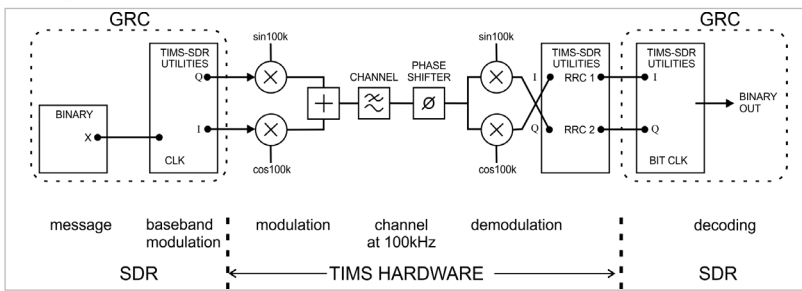 GRC
GRC
sin100k
sin100k
TIMS-SDR
UTILITIES
Q
I
CLK
BINARY
X
cos100k
CHANNEL
PHASE
SHIFTER
ø
cos100k
I
Q
TIMS-SDR
UTILITIES
RRC 1
RRC 2
TIMS-SDR
UTILITIES
I
Q
BIT CLK
BINARY
OUT
message
baseband
modulation
modulation
channel
at 100kHz
demodulation
decoding
SDR
TIMS HARDWARE
SDR